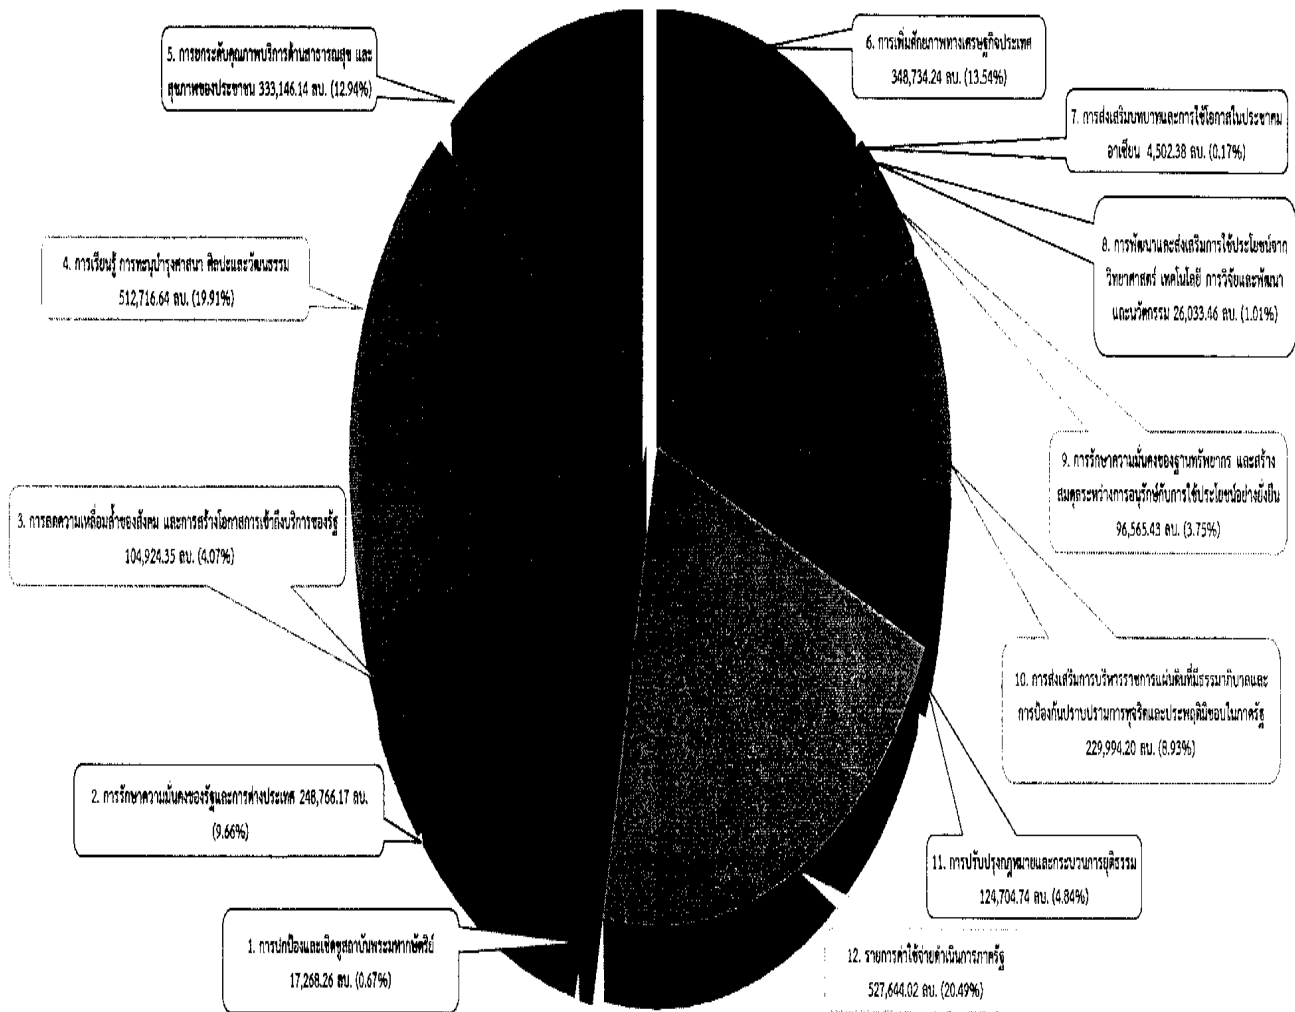 5. การยกระดับคุณภาพบริการด้านสาธารณสุข และ
สุขภาพของประชาชน 333,146.14 ลบ. (12.94%)
6. การเพิ่มศักยภาพทางเศรษฐกิจประเทศ
348,734.24 ลบ. (13.54%)
7. การส่งเสริมบทบาทและการใช้โอกาสในประชาคม
อาเซียน 4,502.38 ลบ. (0.17%)
8. การพัฒนาและส่งเสริมการใช้ประโยชน์จาก
วิทยาศาสตร์ เทคโนโลยี การวิจัยและพัฒนา
และนวัตกรรม 26,033.46 ลบ. (1.01%)
4. การเรียนรู้ การทะนุบำรุงศาสนา ศิลปะและวัฒนธรรม
512,716.64 ลบ. (19.91%)
9. การรักษาความมั่นคงของฐานทรัพยากร และสร้าง
สมดุลระหว่างการอนุรักษ์กับการใช้ประโยชน์อย่างยั่งยืน
96,565.43 ลบ. (3.75%)
3. การลดความเหลื่อมล้ำของสังคม และการสร้างโอกาสการเข้าถึงบริการของรัฐ
104,924.35 ลบ. (4.07%)
10. การส่งเสริมการบริหารราชการแผ่นดินที่มีธรรมาภิบาลและ
การป้องกันปราบปรามการทุจริตและประพฤติมิชอบในภาครัฐ
229,994.20 ลบ. (8.93%)
2. การรักษาความมั่นคงของรัฐและการต่างประเทศ 248,766.17 ลบ.
(9.66%)
11. การปรับปรุงกฎหมายและกระบวนการยุติธรรม
124,704.74 ลบ. (4.84%)
1. การปกป้องและเชิดชูสถาบันพระมหากษัตริย์
17,268.26 ลบ. (0.67%)
12. รายการค่าใช้จ่ายดำเนินการภาครัฐ
527,644.02 ลบ. (20.49%)